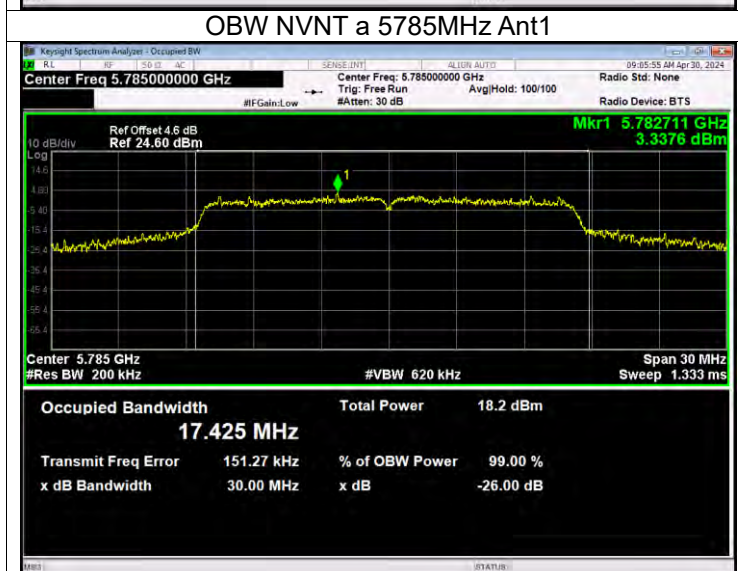 OBW NVNT a 5785MHz Ant1
Keysight Spectrum Analyzer - Occupied BW
RL RF 50 Ω AC SENSE:INT ALIGN AUTO 09:05:55 AM Apr 30, 2024
Center Freq 5.785000000 GHz Center Freq: 5.785000000 GHz Radio Std: None
Trig: Free Run Avg|Hold: 100/100
#IFGain:Low #Atten: 30 dB Radio Device: BTS
Ref Offset 4.6 dB Mkr1 5.782711 GHz
10 dB/div Ref 24.60 dBm 3.3376 dBm
Log
14.6
4.60
-5.40
-15.4
-25.4
-35.4
-45.4
-55.4
-65.4
1
Center 5.785 GHz Span 30 MHz
#Res BW 200 kHz #VBW 620 kHz Sweep 1.333 ms
Occupied Bandwidth Total Power 18.2 dBm
17.425 MHz
Transmit Freq Error 151.27 kHz % of OBW Power 99.00 %
x dB Bandwidth 30.00 MHz x dB -26.00 dB
MSG STATUS